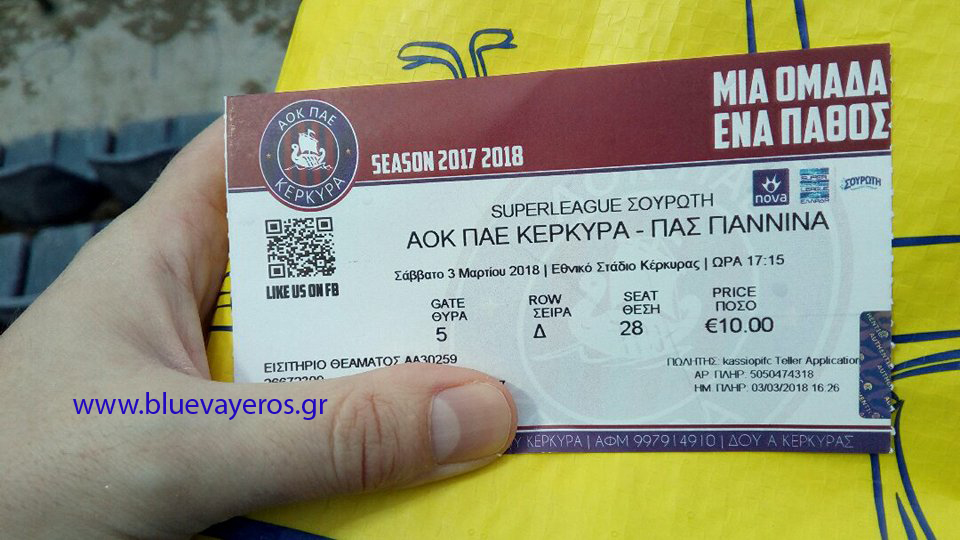 ΜΙΑ ΟΜΑΔΑ
ΕΝΑ ΠΑΘΟΣ
ΑΟΚ ΠΑΕ
ΚΕΡΚΥΡΑ
SEASON 2017 2018
nova
SUPER
LEAGUE
ΕΛΛΑΔΑ
ΣΟΥΡΩΤΗ
SUPERLEAGUE ΣΟΥΡΩΤΗ
ΑΟΚ ΠΑΕ ΚΕΡΚΥΡΑ - ΠΑΣ ΓΙΑΝΝΙΝΑ
LIKE US ON FB
Σάββατο 3 Μαρτίου 2018 | Εθνικό Στάδιο Κέρκυρας | ΩΡΑ 17:15
GATE ROW SEAT PRICE
ΘΥΡΑ ΣΕΙΡΑ ΘΕΣΗ ΠΟΣΟ
5 Δ 28 €10.00
ΕΙΣΙΤΗΡΙΟ ΘΕΑΜΑΤΟΣ ΑΑ30259
ΠΩΛΗΤΗΣ: kassiopifc Teller Application
ΑΡ. ΠΛΗΡ: 5050474318
ΗΜ. ΠΛΗΡ: 03/03/2018 16:26
www.bluevayeros.gr
ΚΕΡΚΥΡΑ | ΑΦΜ 997914910 | ΔΟΥ Α ΚΕΡΚΥΡΑΣ